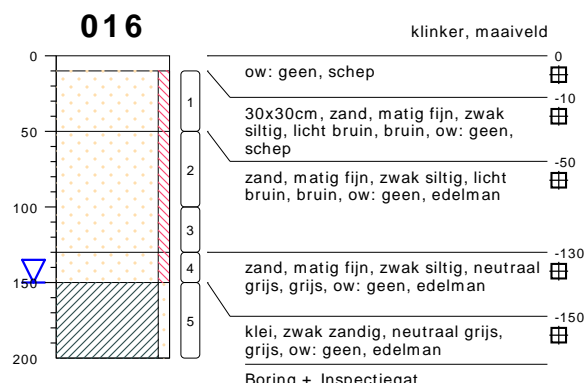 016
klinker, maaiveld
0
0
ow: geen, schep
-10
1
30x30cm, zand, matig fijn, zwak
siltig, licht bruin, bruin, ow: geen,
schep
50
-50
2
zand, matig fijn, zwak siltig, licht
bruin, bruin, ow: geen, edelman
100
3
-130
4
zand, matig fijn, zwak siltig, neutraal
grijs, grijs, ow: geen, edelman
150
-150
5
klei, zwak zandig, neutraal grijs,
grijs, ow: geen, edelman
200
Boring + Inspectiegat